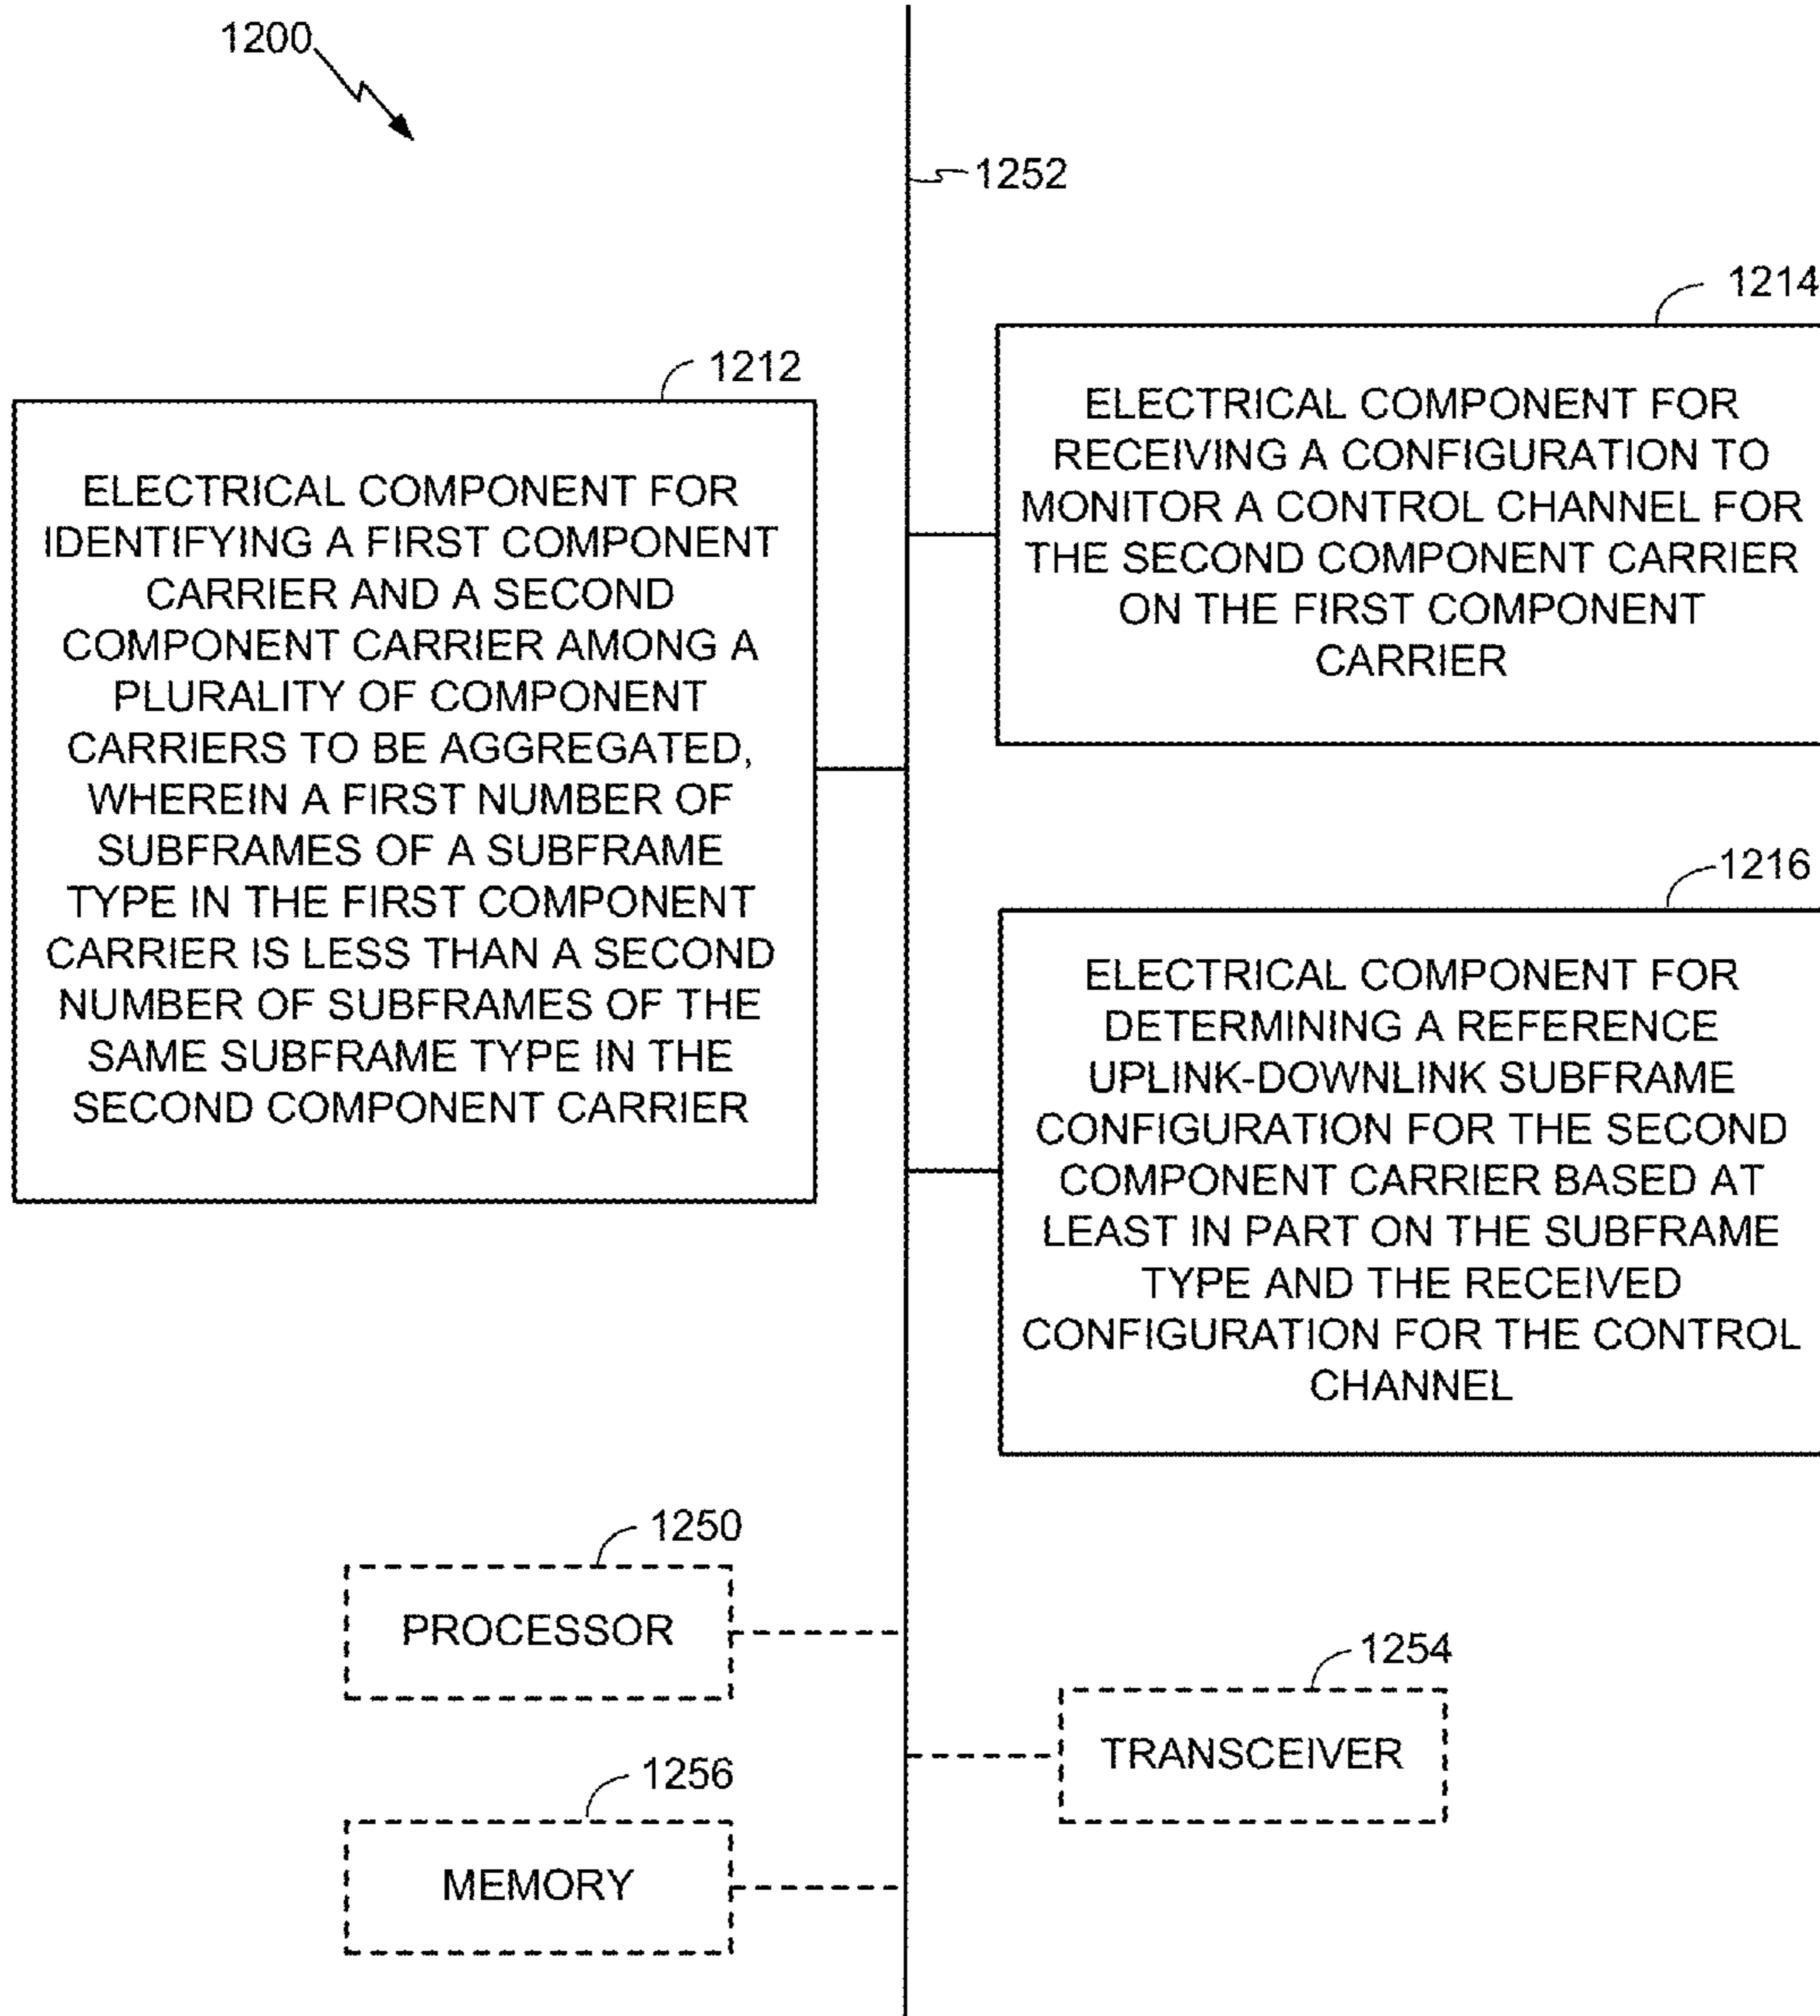 1200
1252
1214
1212
ELECTRICAL COMPONENT FOR
RECEIVING A CONFIGURATION TO
MONITOR A CONTROL CHANNEL FOR
THE SECOND COMPONENT CARRIER
ON THE FIRST COMPONENT
CARRIER
ELECTRICAL COMPONENT FOR
IDENTIFYING A FIRST COMPONENT
CARRIER AND A SECOND
COMPONENT CARRIER AMONG A
PLURALITY OF COMPONENT
CARRIERS TO BE AGGREGATED,
WHEREIN A FIRST NUMBER OF
SUBFRAMES OF A SUBFRAME
TYPE IN THE FIRST COMPONENT
CARRIER IS LESS THAN A SECOND
NUMBER OF SUBFRAMES OF THE
SAME SUBFRAME TYPE IN THE
SECOND COMPONENT CARRIER
1216
ELECTRICAL COMPONENT FOR
DETERMINING A REFERENCE
UPLINK-DOWNLINK SUBFRAME
CONFIGURATION FOR THE SECOND
COMPONENT CARRIER BASED AT
LEAST IN PART ON THE SUBFRAME
TYPE AND THE RECEIVED
CONFIGURATION FOR THE CONTROL
CHANNEL
1250
PROCESSOR
1254
TRANSCEIVER
1256
MEMORY